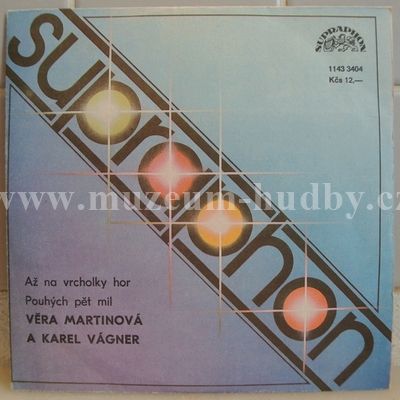 SUPRAPHON
1143 3404
Kčs 12,—
supraphon
www.muzeum-hudby.cz
Až na vrcholky hor
Pouhých pět mil
VĚRA MARTINOVÁ
A KAREL VÁGNER